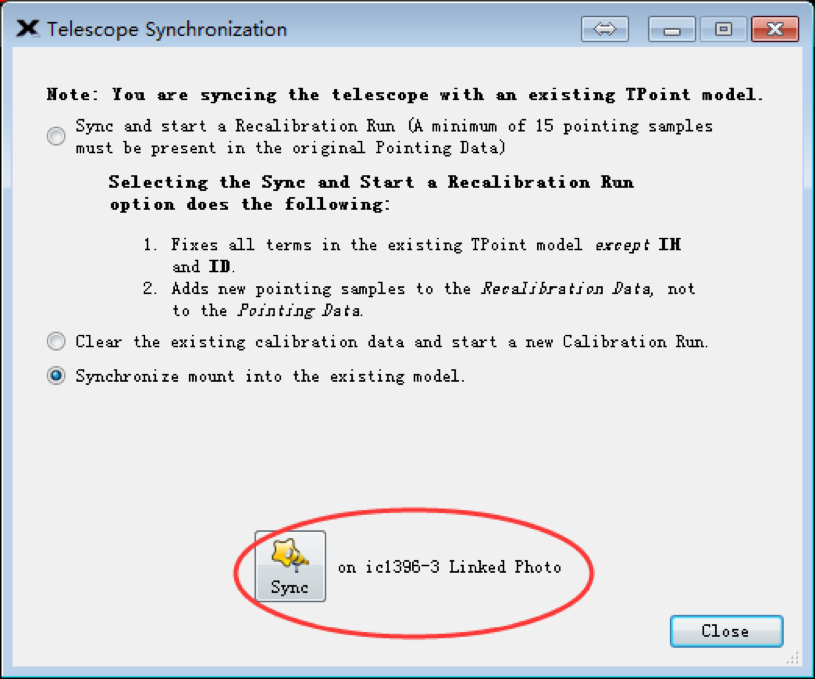 Telescope Synchronization
Note: You are syncing the telescope with an existing TPoint model.
Sync and start a Recalibration Run (A minimum of 15 pointing samples
must be present in the original Pointing Data)
Selecting the Sync and Start a Recalibration Run
option does the following:
1. Fixes all terms in the existing TPoint model except IH
and ID.
2. Adds new pointing samples to the Recalibration Data, not
to the Pointing Data.
Clear the existing calibration data and start a new Calibration Run.
Synchronize mount into the existing model.
Sync on ic1396-3 Linked Photo
Close